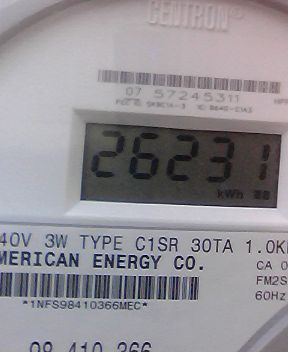 CENTRON®
07 57245311
26231
kWh
40V 3W TYPE C1SR 30TA 1.0K
MERICAN ENERGY CO.
CA 0
FM2S
60Hz
*1NFS98410366MEC*
98 410 366